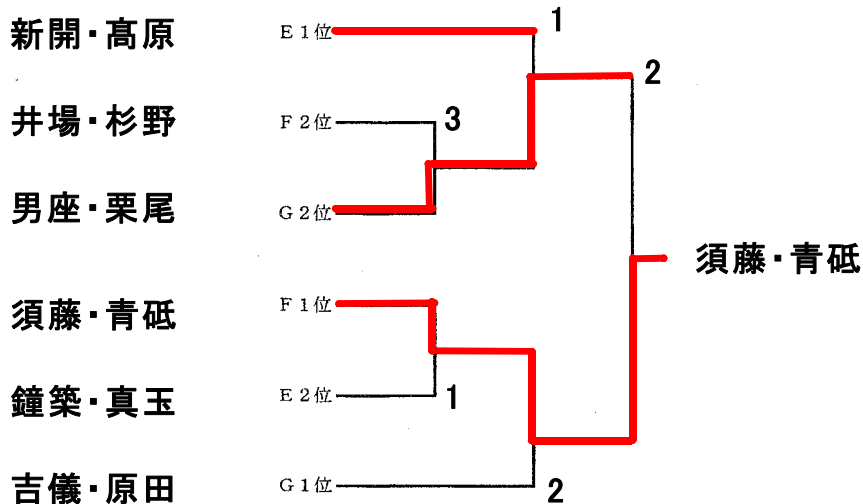 新開・髙原 E1位 1
2
井場・杉野 F2位 3
男座・栗尾 G2位
須藤・青砥
須藤・青砥 F1位
鐘築・真玉 E2位 1
吉儀・原田 G1位 2